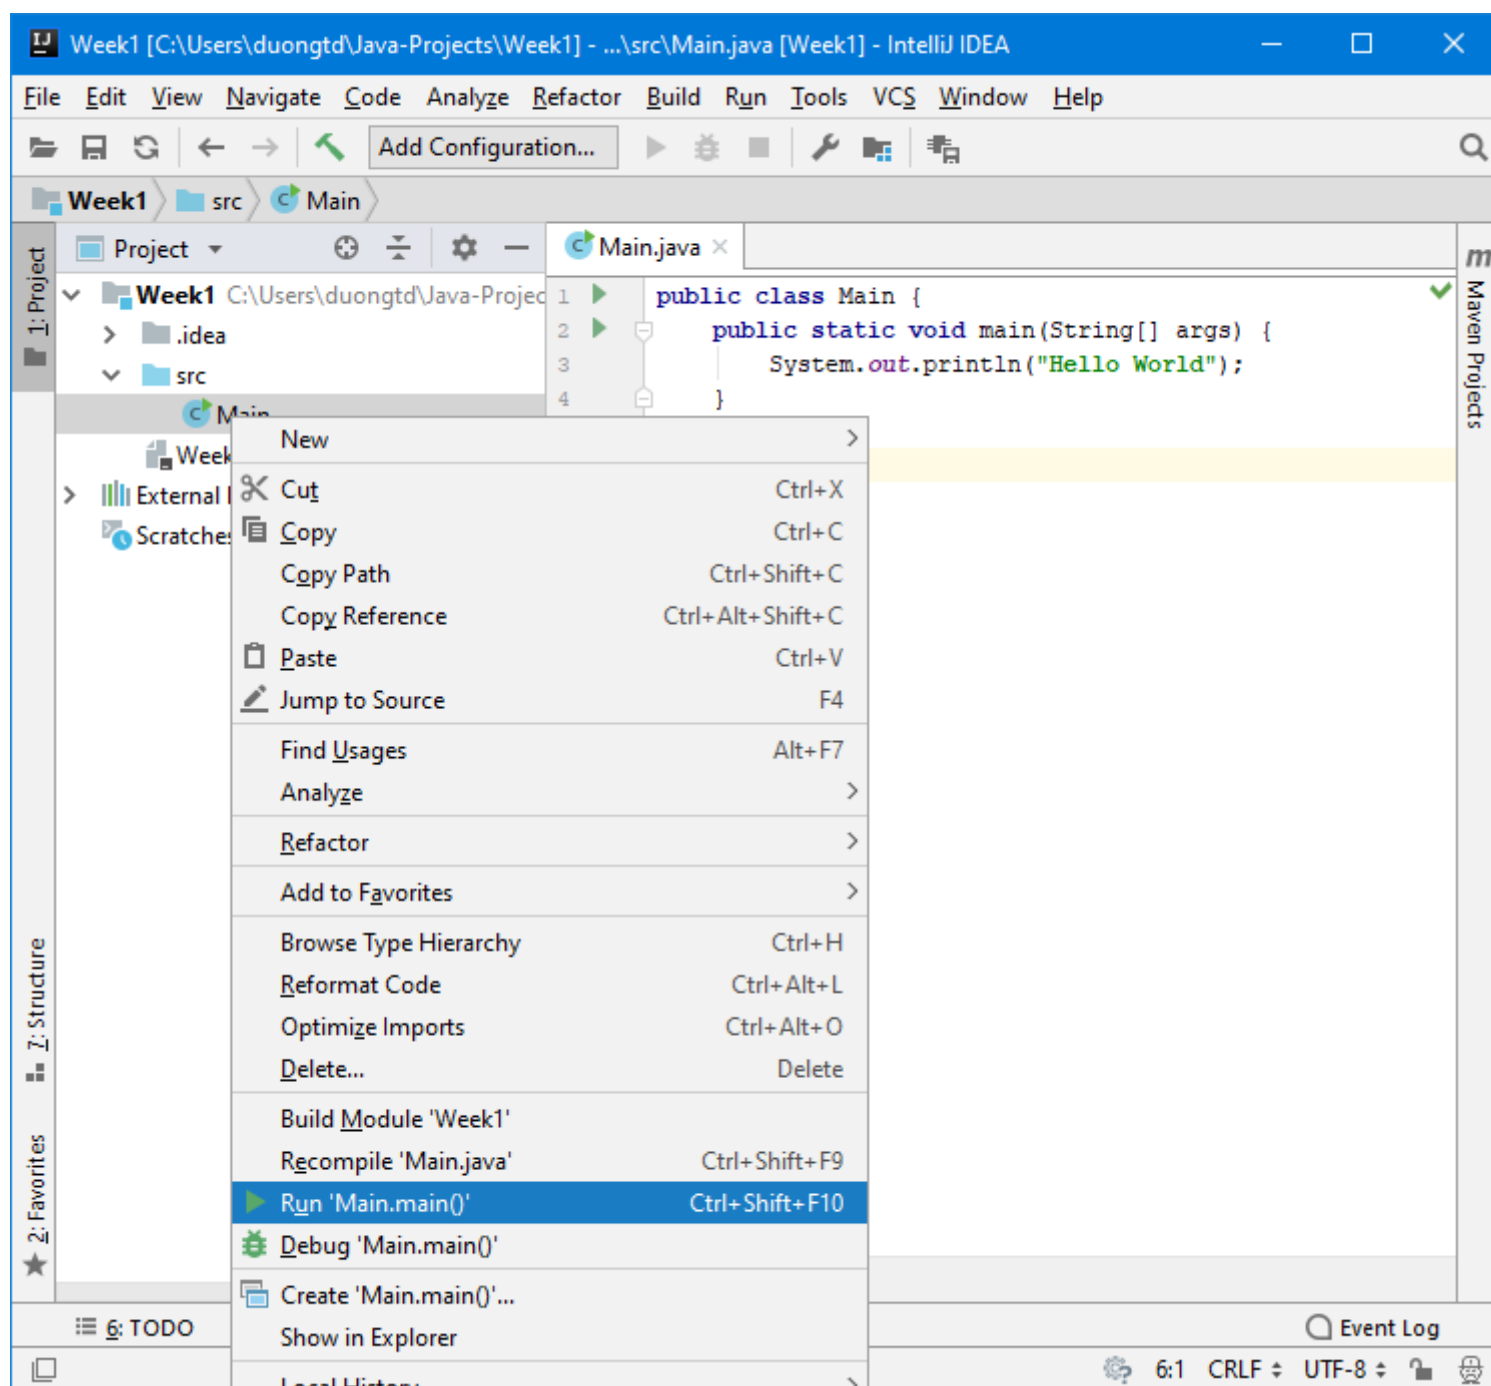 Week1 [C:\Users\duongtd\Java-Projects\Week1] - ...\src\Main.java [Week1] - IntelliJ IDEA
File Edit View Navigate Code Analyze Refactor Build Run Tools VCS Window Help
Add Configuration...
Week1 src Main
1: Project
Project
Week1 C:\Users\duongtd\Java-Projec
.idea
src
Main
Week
External
Scratches
Main.java
1 public class Main {
2 public static void main(String[] args) {
3 System.out.println("Hello World");
4 }
Maven Projects
New
Cut Ctrl+X
Copy Ctrl+C
Copy Path Ctrl+Shift+C
Copy Reference Ctrl+Alt+Shift+C
Paste Ctrl+V
Jump to Source F4
Find Usages Alt+F7
Analyze
Refactor
Add to Favorites
Browse Type Hierarchy Ctrl+H
Reformat Code Ctrl+Alt+L
Optimize Imports Ctrl+Alt+O
Delete... Delete
Build Module 'Week1'
Recompile 'Main.java' Ctrl+Shift+F9
Run 'Main.main()' Ctrl+Shift+F10
Debug 'Main.main()'
Create 'Main.main()'...
Show in Explorer
Local History
7: Structure
2: Favorites
6: TODO
Event Log
6:1 CRLF UTF-8